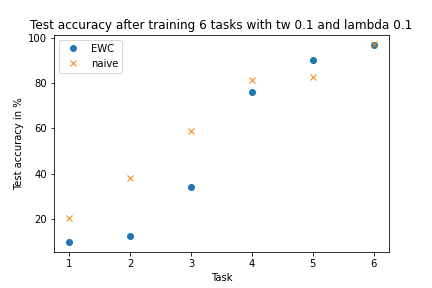 Test accuracy after training 6 tasks with tw 0.1 and lambda 0.1
EWC
naive
100
80
60
40
20
Test accuracy in %
1 2 3 4 5 6
Task